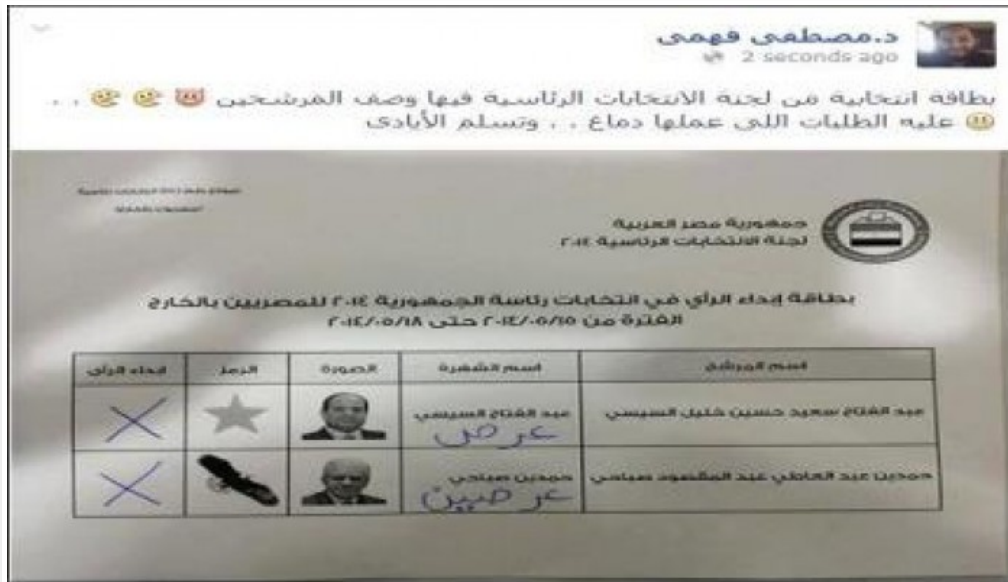 د.مصطفى فهمى
2 seconds ago
بطاقة انتخابية من لجنة الانتخابات الرئاسية فيها وصف المرشحين . .
عليه الطلبات اللى عملها دماغ . . وتسلم الأيادى
جمهورية مصر العربية
لجنة الانتخابات الرئاسية ٢٠١٤
بطاقة إبداء الرأي في انتخابات رئاسة الجمهورية ٢٠١٤ للمصريين بالخارج
الفترة من ٢٠١٤/٠٥/١٥ حتى ٢٠١٤/٠٥/١٨
اسم المرشح اسم الشهرة الصورة الرمز ابداء الرأي
عبد الفتاح سعيد حسين خليل السيسي عبد الفتاح السيسي
عرص
حمدين عبد العاطي عبد المقصود صباحي حمدين صباحي
عرصين